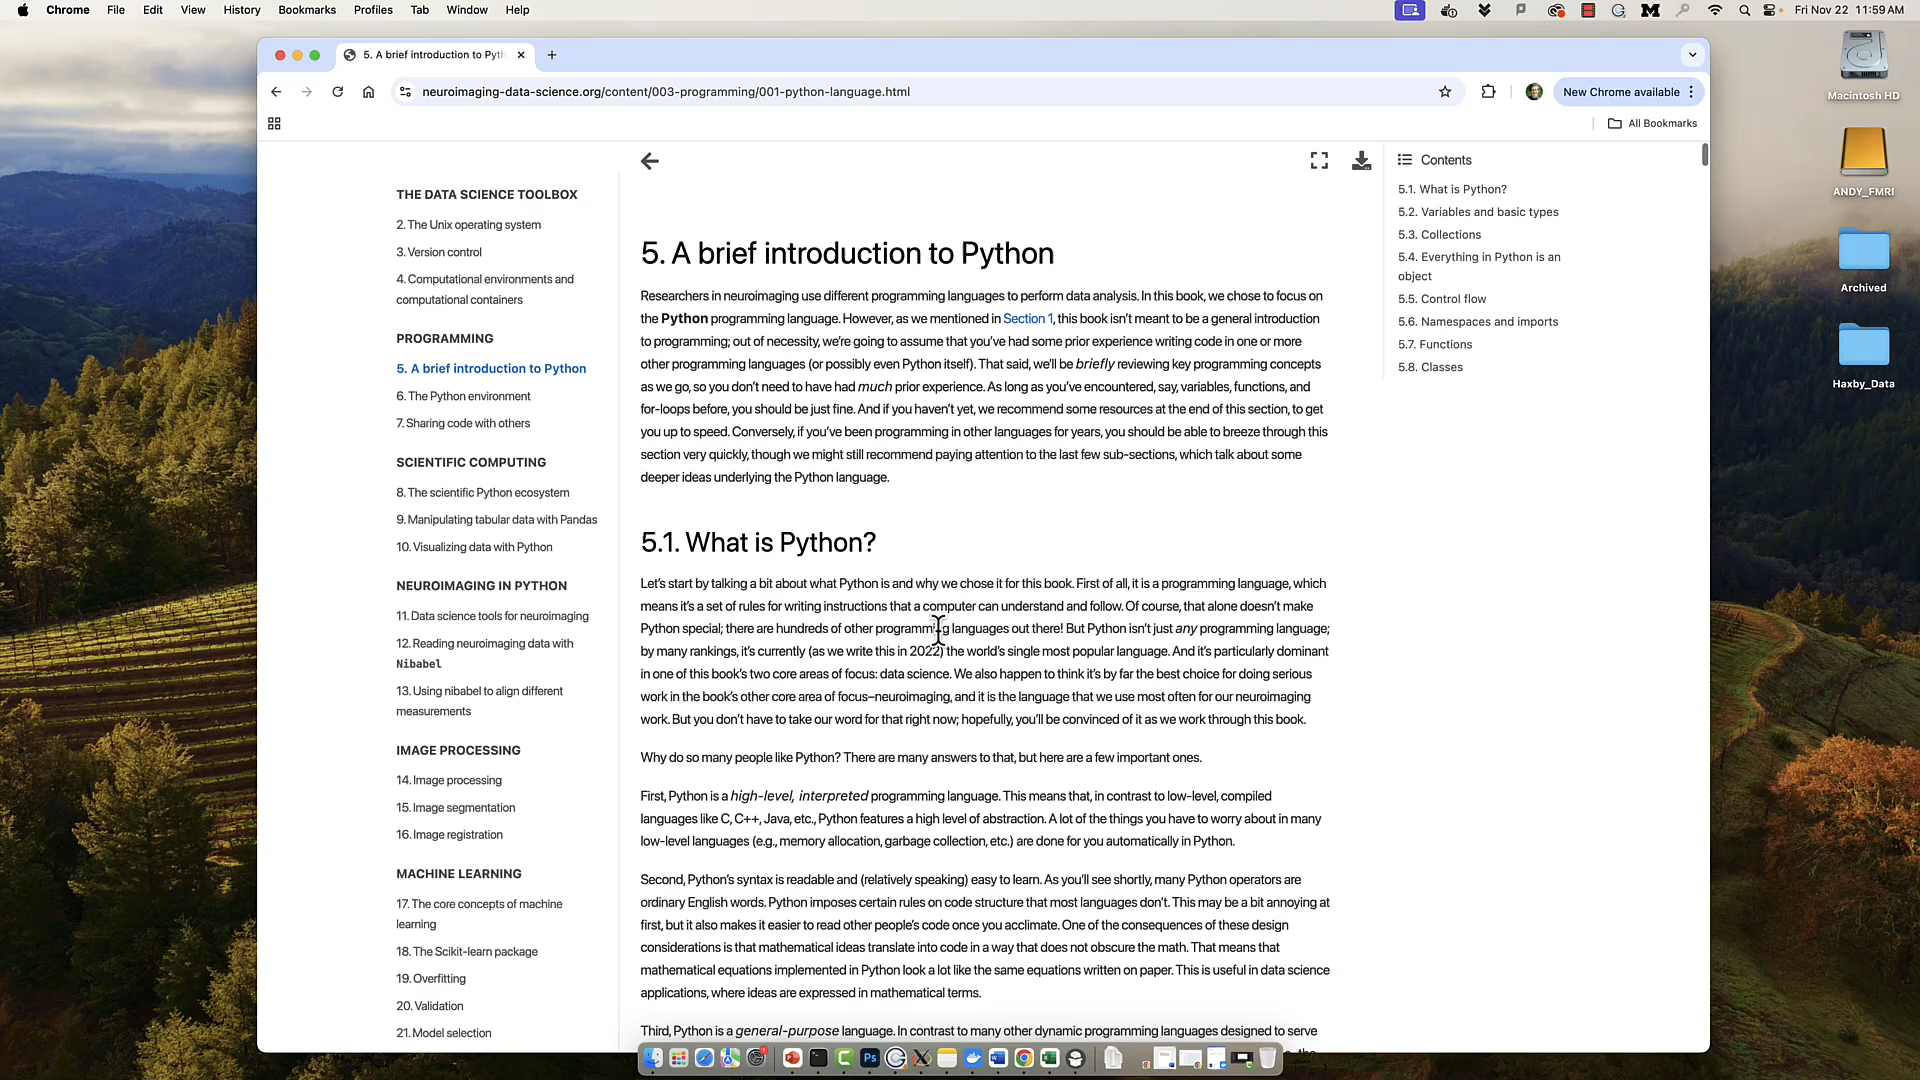 Chrome File Edit View History Bookmarks Profiles Tab Window Help
Fri Nov 22 11:59 AM
5. A brief introduction to Pyth
neuroimaging-data-science.org/content/003-programming/001-python-language.html
New Chrome available
All Bookmarks
THE DATA SCIENCE TOOLBOX
2. The Unix operating system
3. Version control
4. Computational environments and
computational containers
PROGRAMMING
5. A brief introduction to Python
6. The Python environment
7. Sharing code with others
SCIENTIFIC COMPUTING
8. The scientific Python ecosystem
9. Manipulating tabular data with Pandas
10. Visualizing data with Python
NEUROIMAGING IN PYTHON
11. Data science tools for neuroimaging
12. Reading neuroimaging data with
Nibabel
13. Using nibabel to align different
measurements
IMAGE PROCESSING
14. Image processing
15. Image segmentation
16. Image registration
MACHINE LEARNING
17. The core concepts of machine
learning
18. The Scikit-learn package
19. Overfitting
20. Validation
21. Model selection
5. A brief introduction to Python
Researchers in neuroimaging use different programming languages to perform data analysis. In this book, we chose to focus on
the Python programming language. However, as we mentioned in Section 1, this book isn't meant to be a general introduction
to programming; out of necessity, we're going to assume that you've had some prior experience writing code in one or more
other programming languages (or possibly even Python itself). That said, we'll be briefly reviewing key programming concepts
as we go, so you don't need to have had much prior experience. As long as you've encountered, say, variables, functions, and
for-loops before, you should be just fine. And if you haven't yet, we recommend some resources at the end of this section, to get
you up to speed. Conversely, if you've been programming in other languages for years, you should be able to breeze through this
section very quickly, though we might still recommend paying attention to the last few sub-sections, which talk about some
deeper ideas underlying the Python language.
5.1. What is Python?
Let's start by talking a bit about what Python is and why we chose it for this book. First of all, it is a programming language, which
means it's a set of rules for writing instructions that a computer can understand and follow. Of course, that alone doesn't make
Python special; there are hundreds of other programming languages out there! But Python isn't just any programming language;
by many rankings, it's currently (as we write this in 2022) the world's single most popular language. And it's particularly dominant
in one of this book's two core areas of focus: data science. We also happen to think it's by far the best choice for doing serious
work in the book's other core area of focus–neuroimaging, and it is the language that we use most often for our neuroimaging
work. But you don't have to take our word for that right now; hopefully, you'll be convinced of it as we work through this book.
Why do so many people like Python? There are many answers to that, but here are a few important ones.
First, Python is a high-level, interpreted programming language. This means that, in contrast to low-level, compiled
languages like C, C++, Java, etc., Python features a high level of abstraction. A lot of the things you have to worry about in many
low-level languages (e.g., memory allocation, garbage collection, etc.) are done for you automatically in Python.
Second, Python's syntax is readable and (relatively speaking) easy to learn. As you'll see shortly, many Python operators are
ordinary English words. Python imposes certain rules on code structure that most languages don't. This may be a bit annoying at
first, but it also makes it easier to read other people's code once you acclimate. One of the consequences of these design
considerations is that mathematical ideas translate into code in a way that does not obscure the math. That means that
mathematical equations implemented in Python look a lot like the same equations written on paper. This is useful in data science
applications, where ideas are expressed in mathematical terms.
Third, Python is a general-purpose language. In contrast to many other dynamic programming languages designed to serve
Contents
5.1. What is Python?
5.2. Variables and basic types
5.3. Collections
5.4. Everything in Python is an
object
5.5. Control flow
5.6. Namespaces and imports
5.7. Functions
5.8. Classes
Macintosh HD
ANDY_FMRI
Archived
Haxby_Data